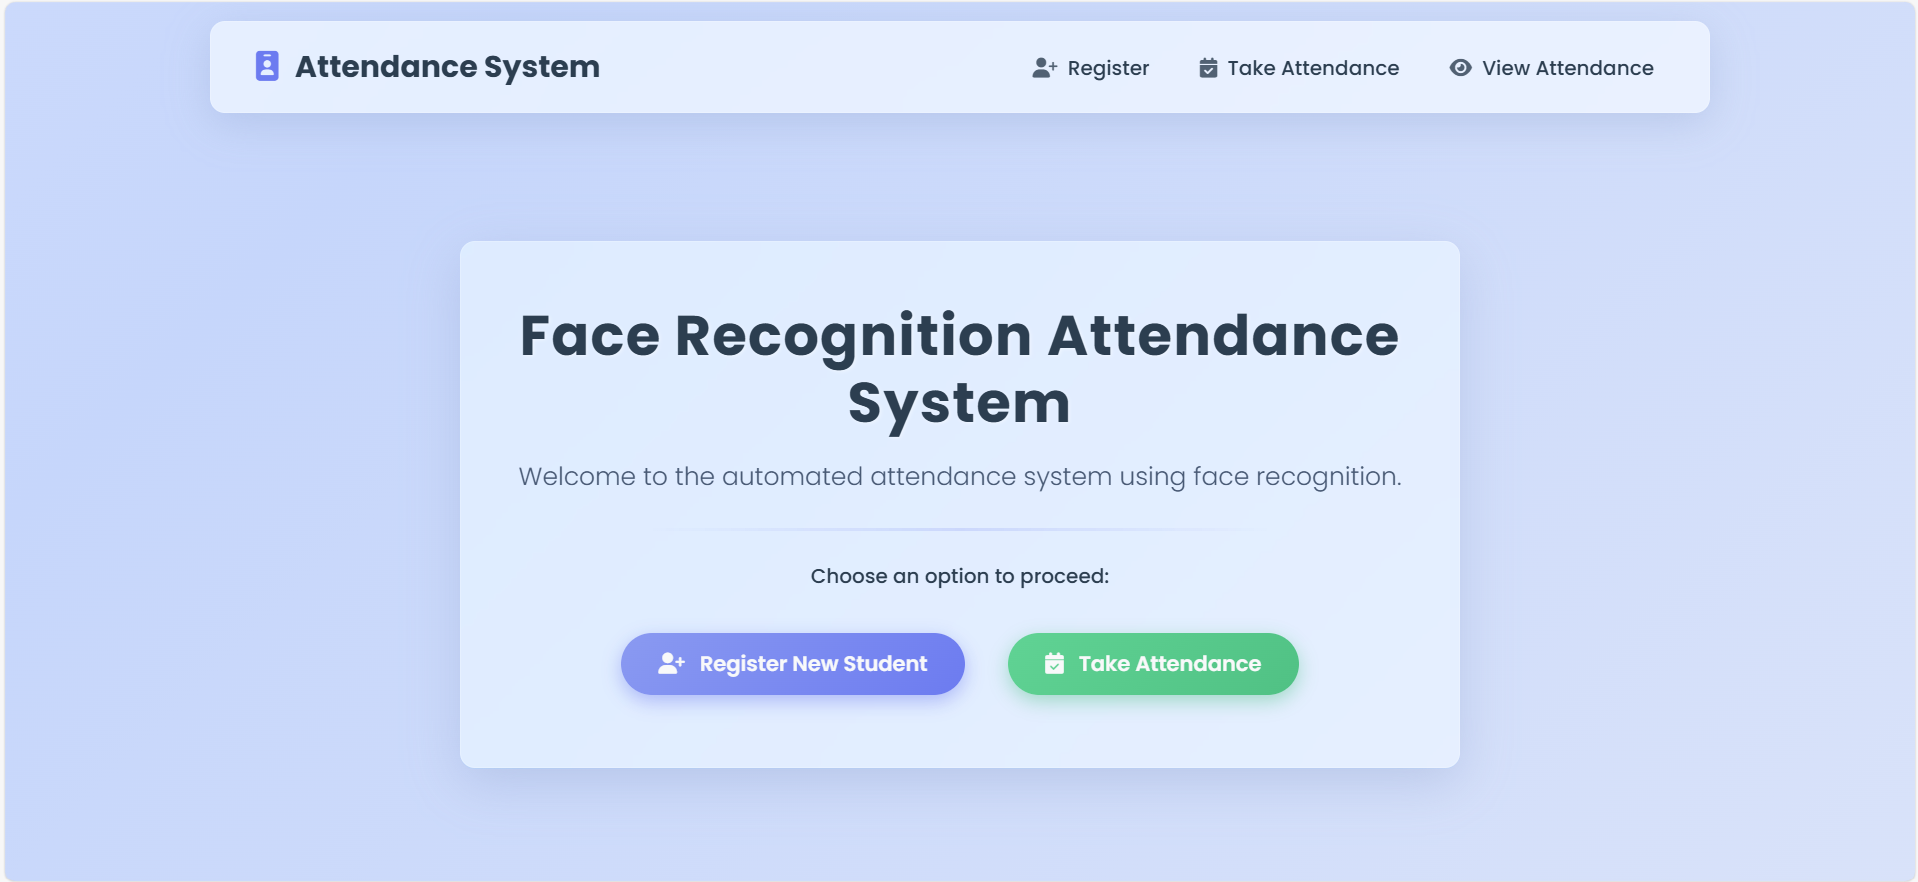 Attendance System
Register
Take Attendance
View Attendance
Face Recognition Attendance
System
Welcome to the automated attendance system using face recognition.
Choose an option to proceed:
Register New Student
Take Attendance